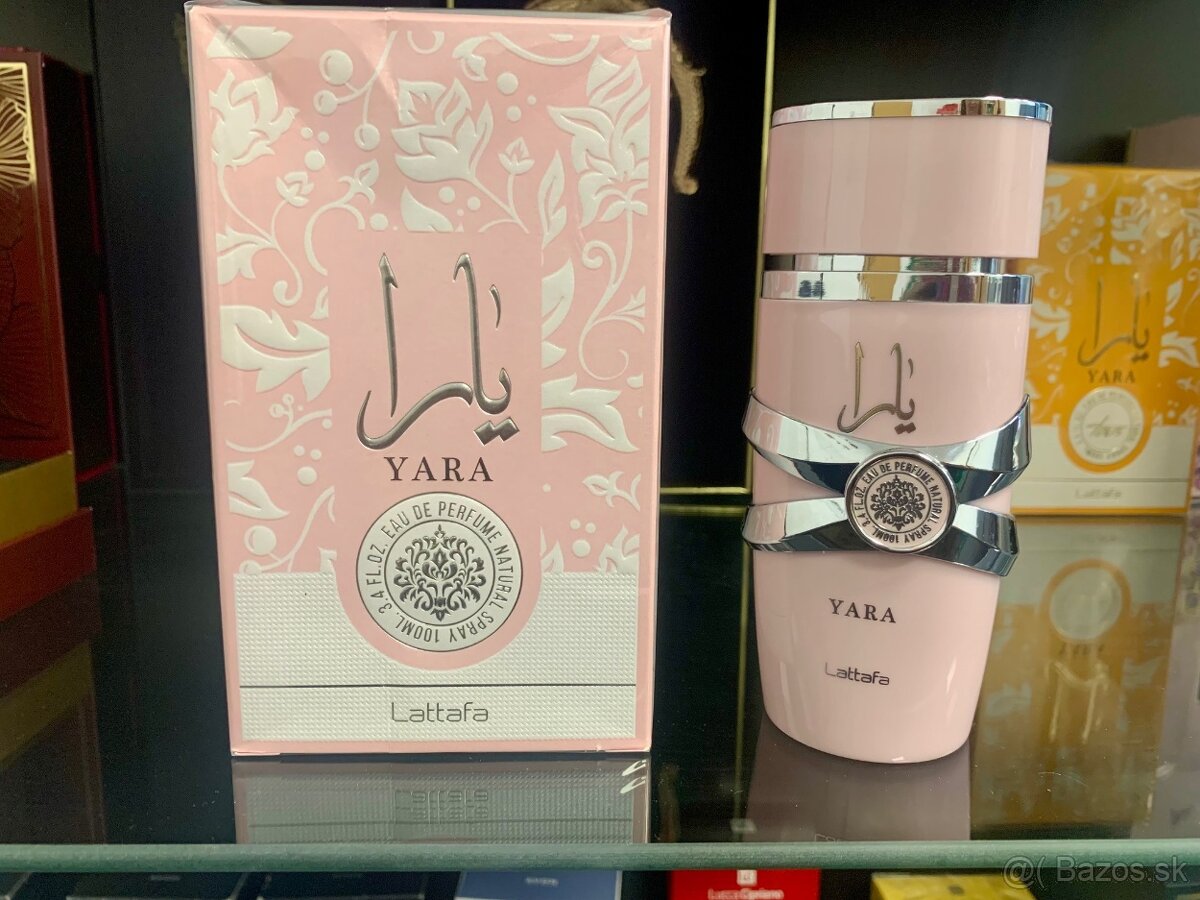 يارا
YARA
3.4 FL.OZ. EAU DE PERFUME NATURAL SPRAY 100ML
Lattafa
يارا
3.4 FL.OZ. EAU DE PERFUME NATURAL SPRAY 100ML
YARA
Lattafa
يارا
YARA
Lattafa
@( Bazos.sk